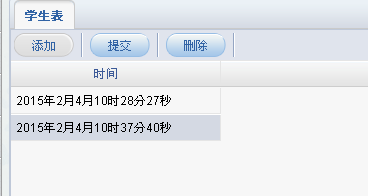 学生表
添加 提交 删除
时间
2015年2月4月10时28分27秒
2015年2月4月10时37分40秒